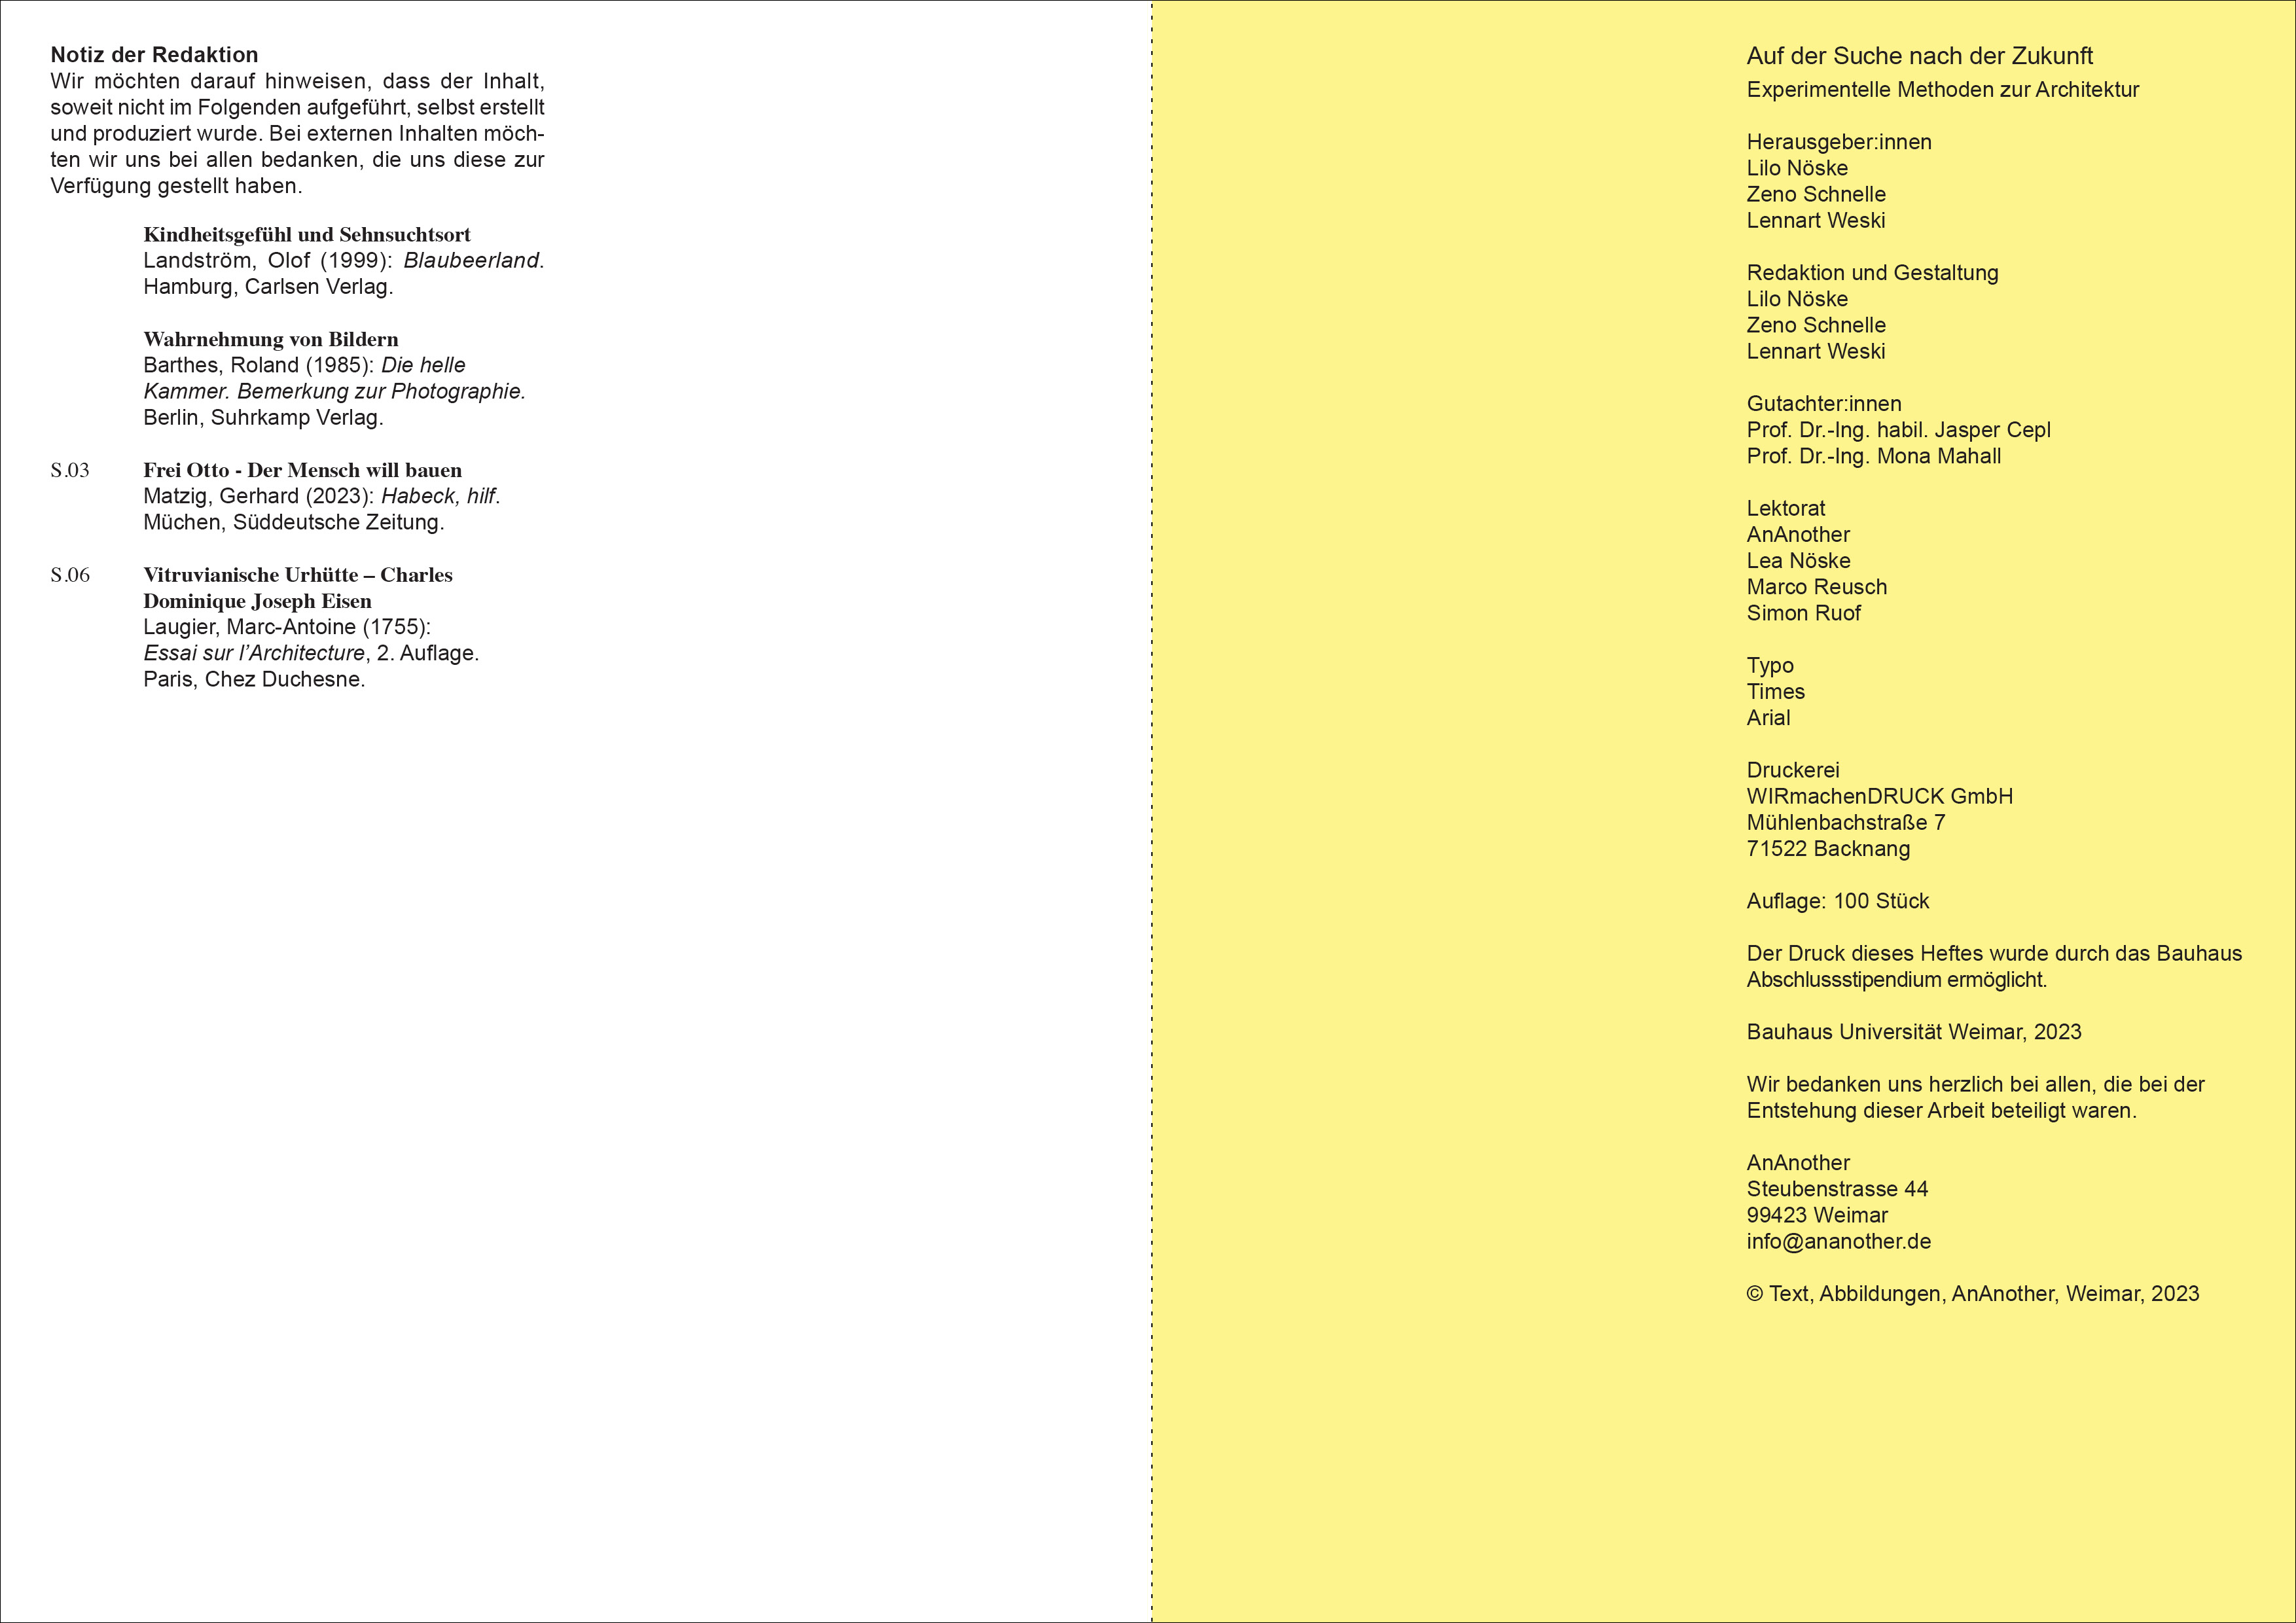 Notiz der Redaktion
Wir möchten darauf hinweisen, dass der Inhalt,
soweit nicht im Folgenden aufgeführt, selbst erstellt
und produziert wurde. Bei externen Inhalten möch-
ten wir uns bei allen bedanken, die uns diese zur
Verfügung gestellt haben.
Kindheitsgefühl und Sehnsuchtsort
Landström, Olof (1999): Blaubeerland.
Hamburg, Carlsen Verlag.
Wahrnehmung von Bildern
Barthes, Roland (1985): Die helle
Kammer. Bemerkung zur Photographie.
Berlin, Suhrkamp Verlag.
S.03 Frei Otto - Der Mensch will bauen
Matzig, Gerhard (2023): Habeck, hilf.
Müchen, Süddeutsche Zeitung.
S.06 Vitruvianische Urhütte – Charles
Dominique Joseph Eisen
Laugier, Marc-Antoine (1755):
Essai sur l’Architecture, 2. Auflage.
Paris, Chez Duchesne.
Auf der Suche nach der Zukunft
Experimentelle Methoden zur Architektur
Herausgeber:innen
Lilo Nöske
Zeno Schnelle
Lennart Weski
Redaktion und Gestaltung
Lilo Nöske
Zeno Schnelle
Lennart Weski
Gutachter:innen
Prof. Dr.-Ing. habil. Jasper Cepl
Prof. Dr.-Ing. Mona Mahall
Lektorat
AnAnother
Lea Nöske
Marco Reusch
Simon Ruof
Typo
Times
Arial
Druckerei
WIRmachenDRUCK GmbH
Mühlenbachstraße 7
71522 Backnang
Auflage: 100 Stück
Der Druck dieses Heftes wurde durch das Bauhaus
Abschlussstipendium ermöglicht.
Bauhaus Universität Weimar, 2023
Wir bedanken uns herzlich bei allen, die bei der
Entstehung dieser Arbeit beteiligt waren.
AnAnother
Steubenstrasse 44
99423 Weimar
info@ananother.de
© Text, Abbildungen, AnAnother, Weimar, 2023